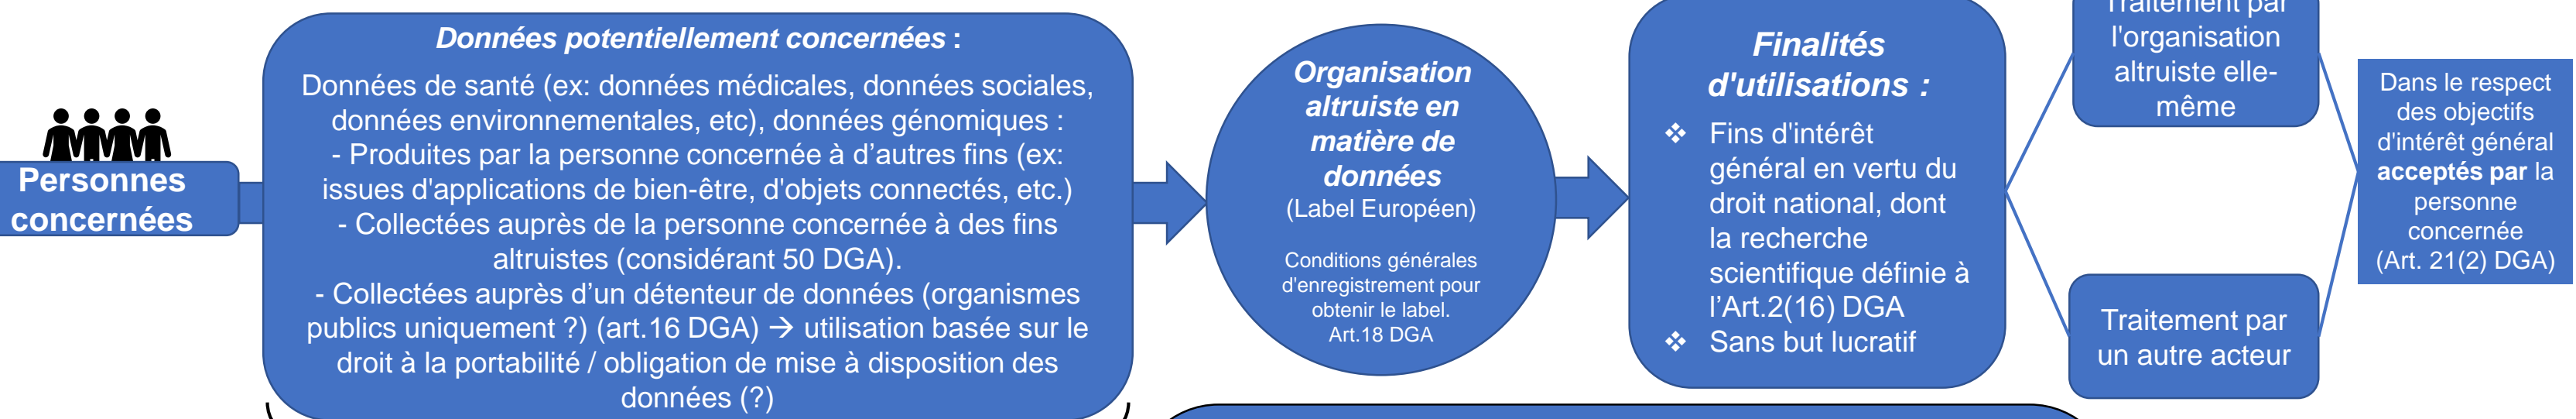 Personnes
concernées
Données potentiellement concernées :
Données de santé (ex: données médicales, données sociales,
données environnementales, etc), données génomiques :
- Produites par la personne concernée à d’autres fins (ex:
issues d'applications de bien-être, d'objets connectés, etc.)
- Collectées auprès de la personne concernée à des fins
altruistes (considérant 50 DGA).
- Collectées auprès d’un détenteur de données (organismes
publics uniquement ?) (art.16 DGA) → utilisation basée sur le
droit à la portabilité / obligation de mise à disposition des
données (?)
Organisation
altruiste en
matière de
données
(Label Européen)
Conditions générales
d'enregistrement pour
obtenir le label.
Art.18 DGA
Finalités
d'utilisations :
❖ Fins d'intérêt
général en vertu du
droit national, dont
la recherche
scientifique définie à
l’Art.2(16) DGA
❖ Sans but lucratif
Traitement par
l'organisation
altruiste elle-
même
Traitement par
un autre acteur
Dans le respect
des objectifs
d'intérêt général
acceptés par la
personne
concernée
(Art. 21(2) DGA)